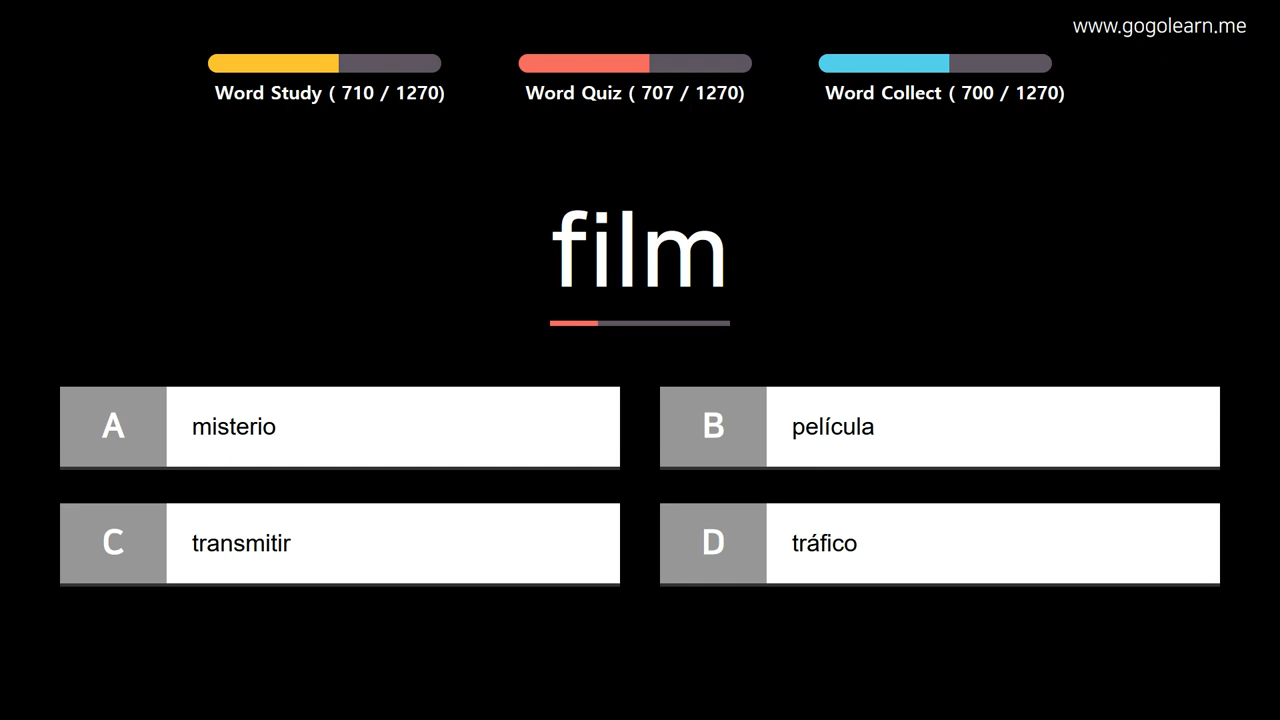 www.gogolearn.me
Word Study ( 710 / 1270)
Word Quiz ( 707 / 1270)
Word Collect ( 700 / 1270)
film
A misterio
B película
C transmitir
D tráfico